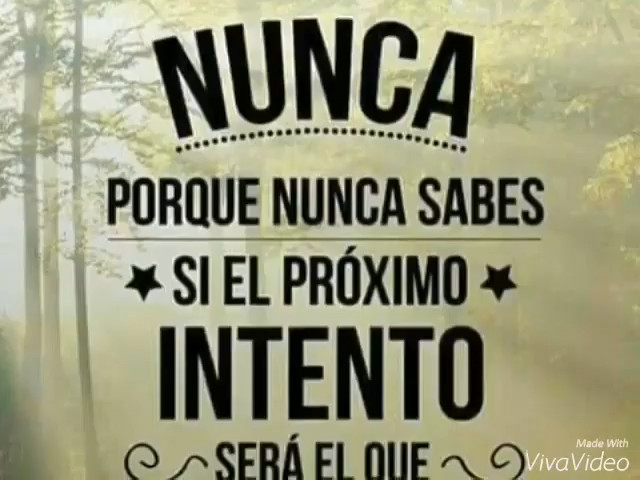 NUNCA
PORQUE NUNCA SABES
SI EL PRÓXIMO
INTENTO
SERÁ EL QUE
Made With
VivaVideo